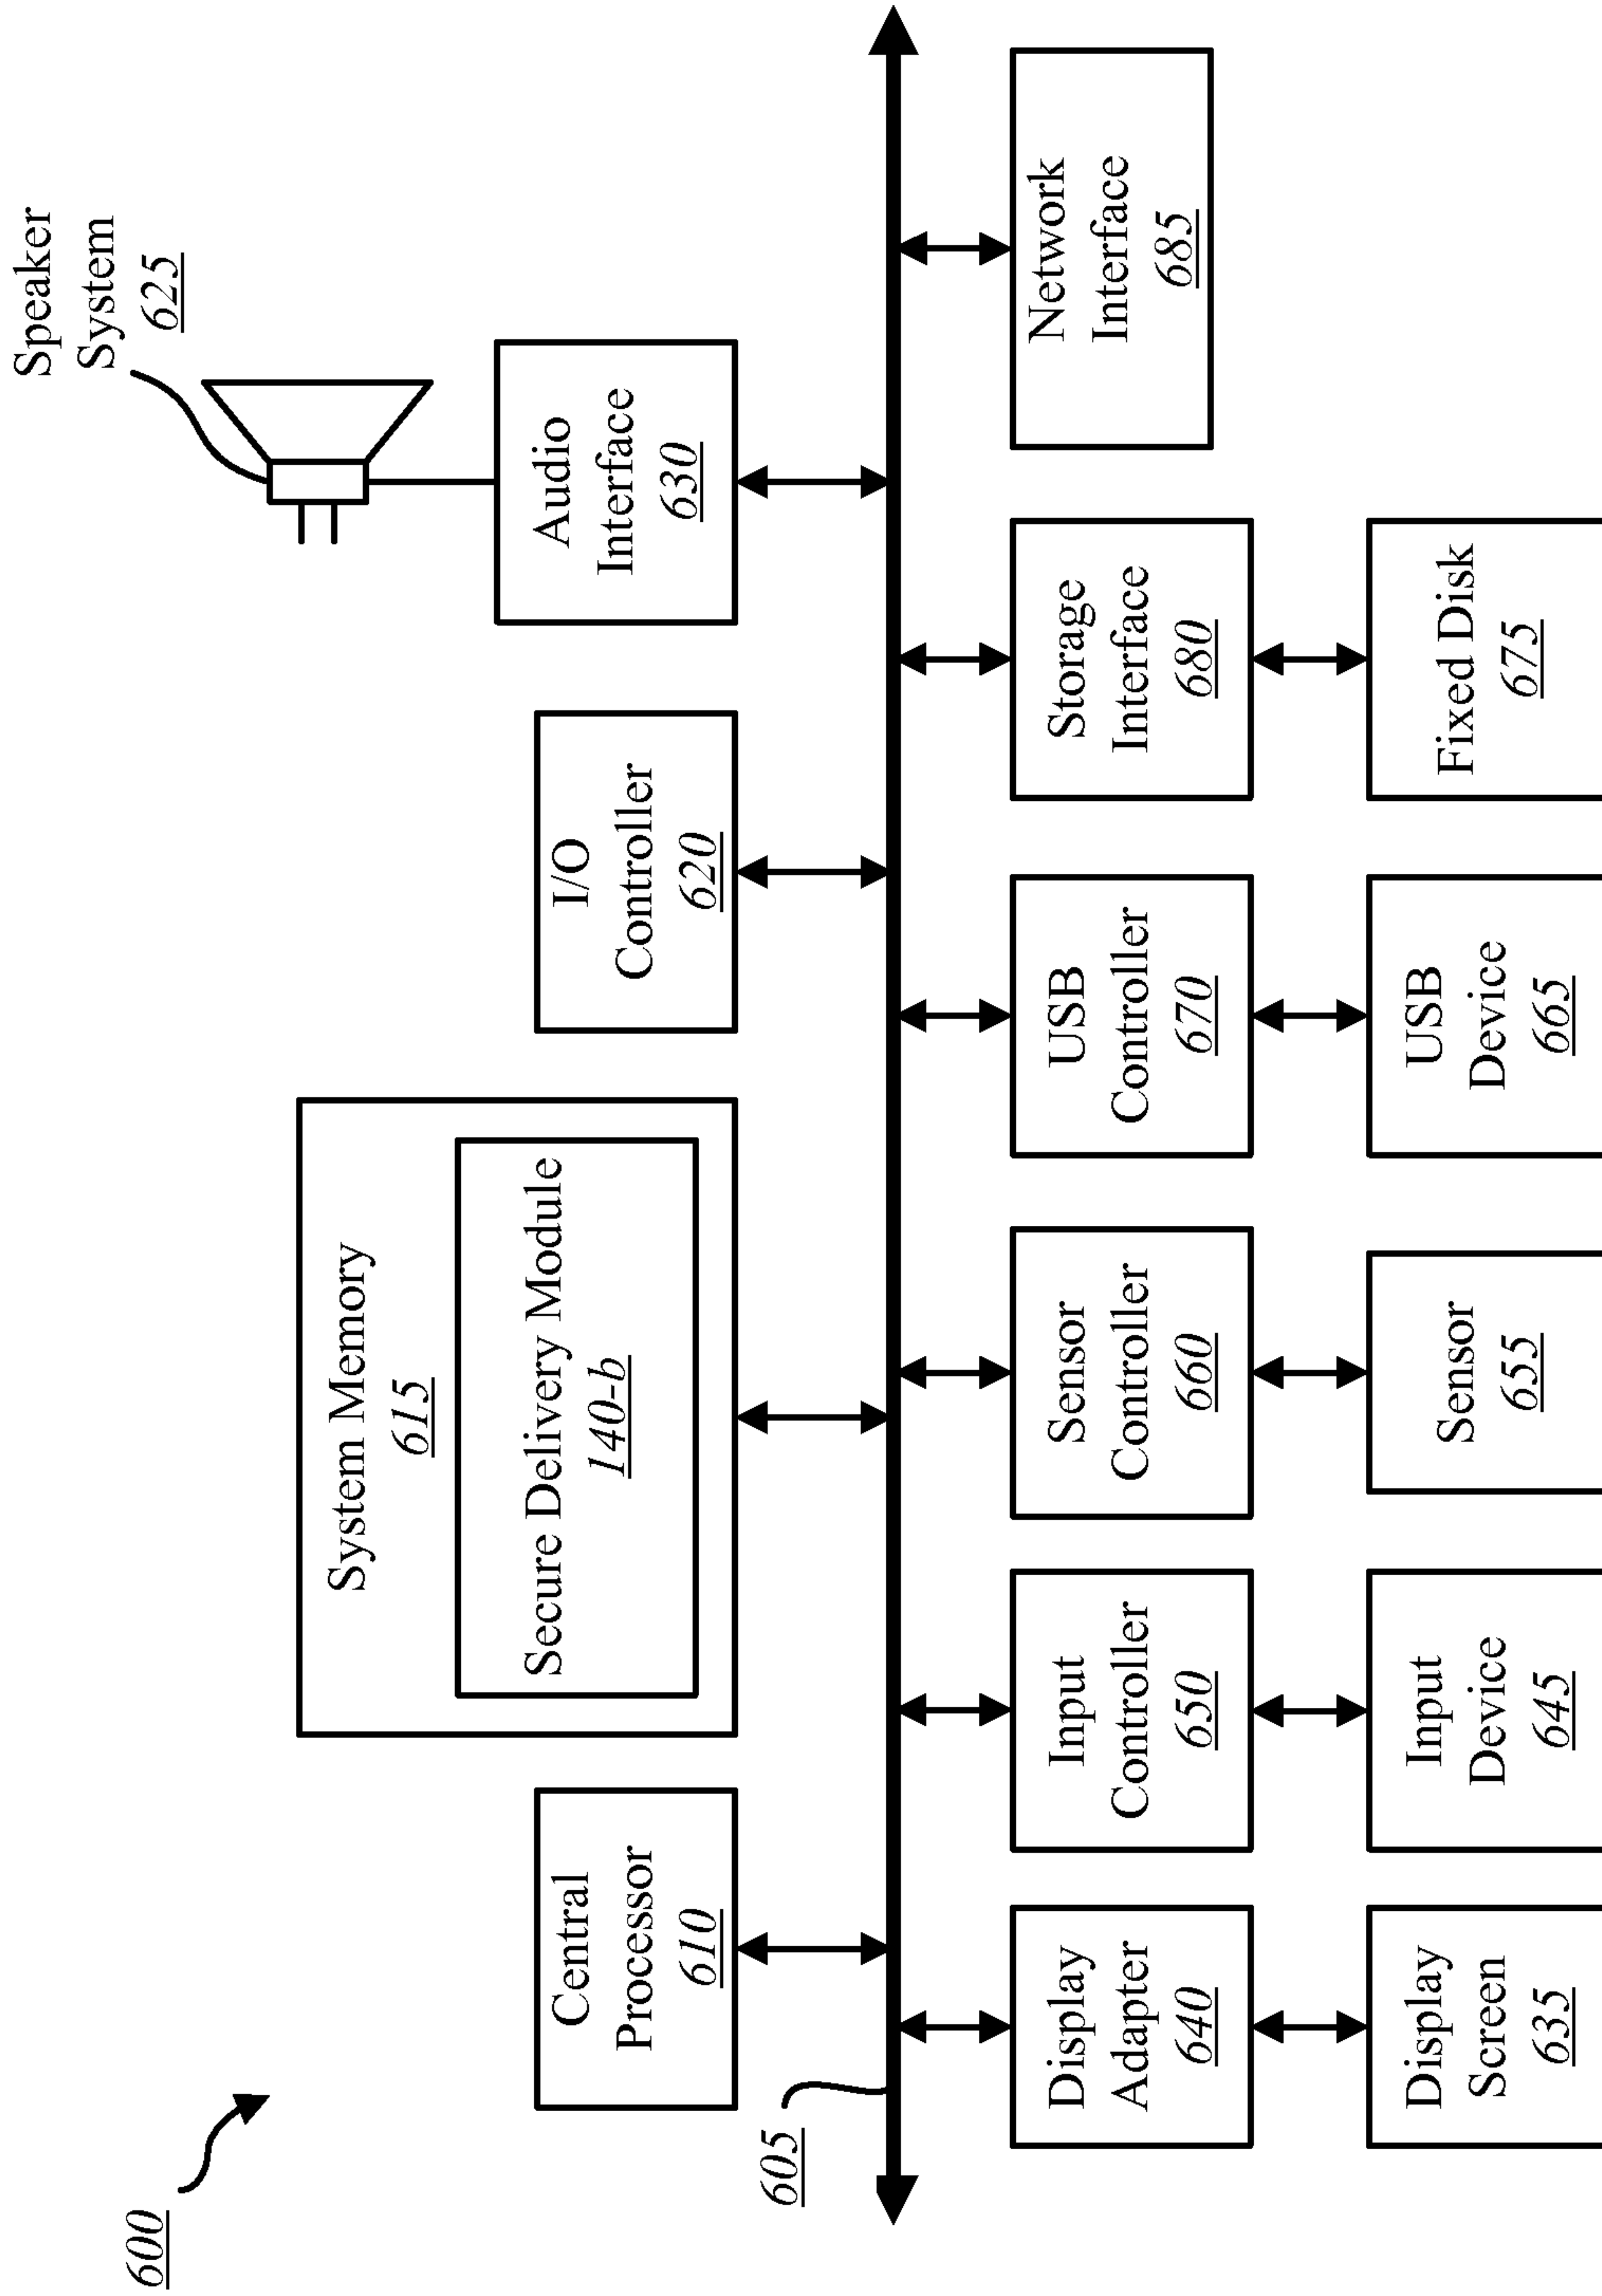 600
Speaker
System
625
System Memory
615
Secure Delivery Module
140-b
Central
Processor
610
I/O
Controller
620
Audio
Interface
630
605
Display
Adapter
640
Input
Controller
650
Sensor
Controller
660
USB
Controller
670
Storage
Interface
680
Network
Interface
685
Display
Screen
635
Input
Device
645
Sensor
655
USB
Device
665
Fixed Disk
675